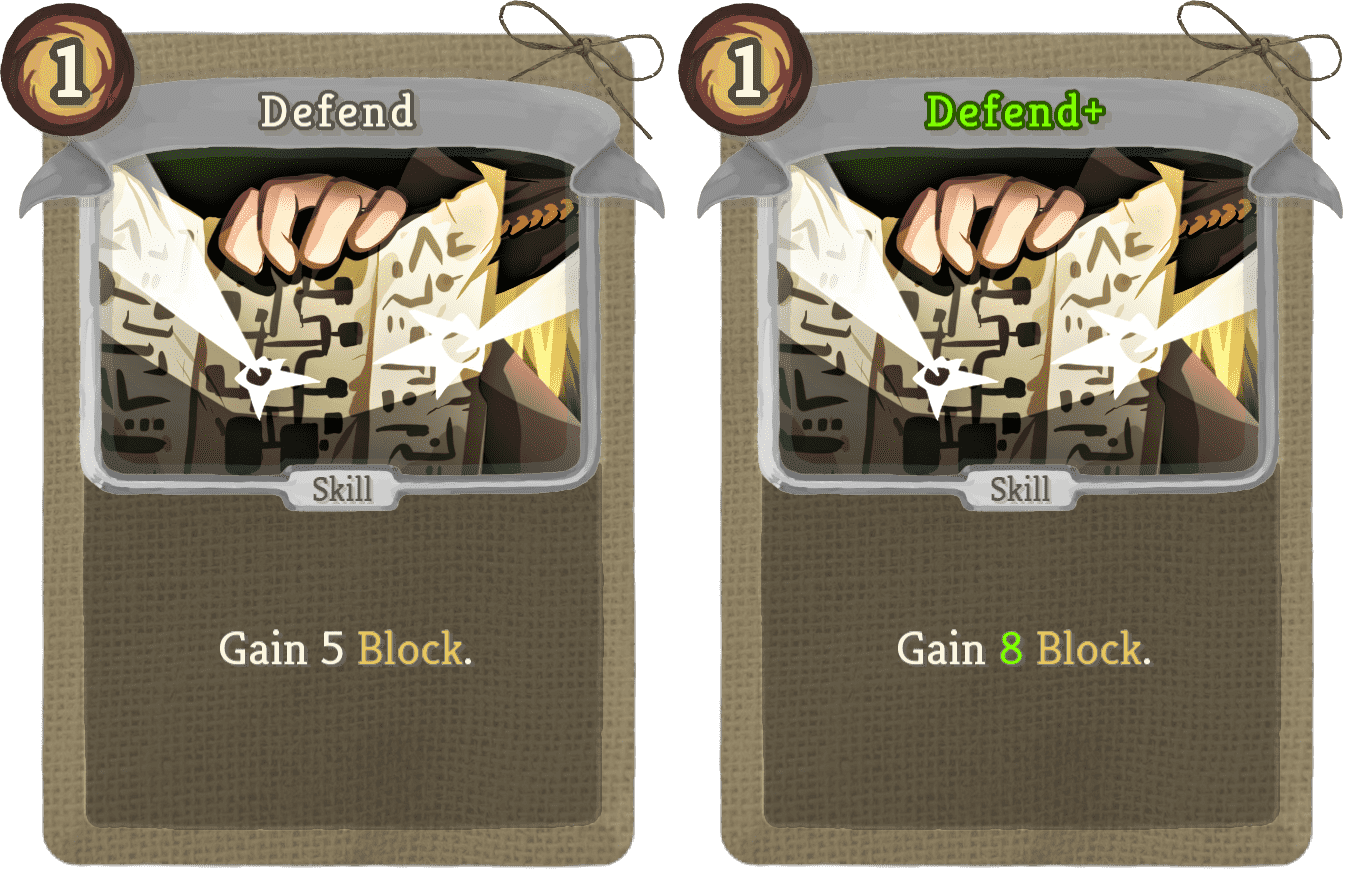 1
Defend
Skill
Gain 5 Block.
1
Defend+
Skill
Gain 8 Block.